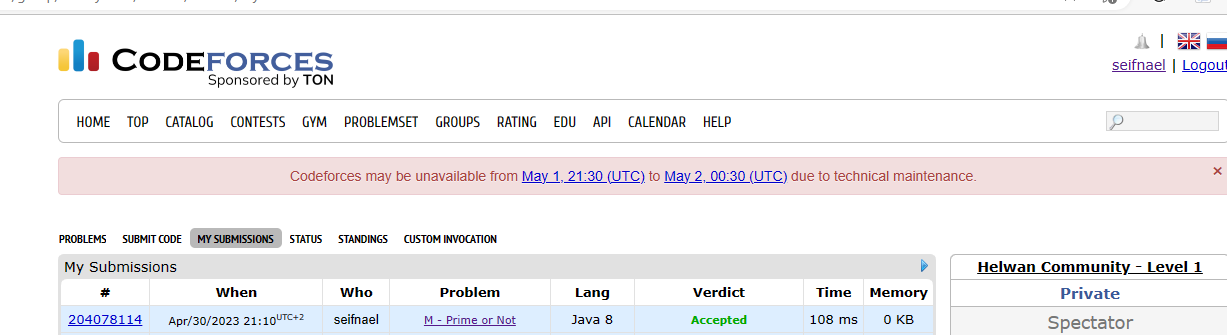 CODEFORCES
Sponsored by TON
seifnael | Logout
HOME TOP CATALOG CONTESTS GYM PROBLEMSET GROUPS RATING EDU API CALENDAR HELP
Codeforces may be unavailable from May 1, 21:30 (UTC) to May 2, 00:30 (UTC) due to technical maintenance. ×
PROBLEMS SUBMIT CODE MY SUBMISSIONS STATUS STANDINGS CUSTOM INVOCATION
My Submissions
# When Who Problem Lang Verdict Time Memory
204078114 Apr/30/2023 21:10 UTC+2 seifnael M - Prime or Not Java 8 Accepted 108 ms 0 KB
Helwan Community - Level 1
Private
Spectator